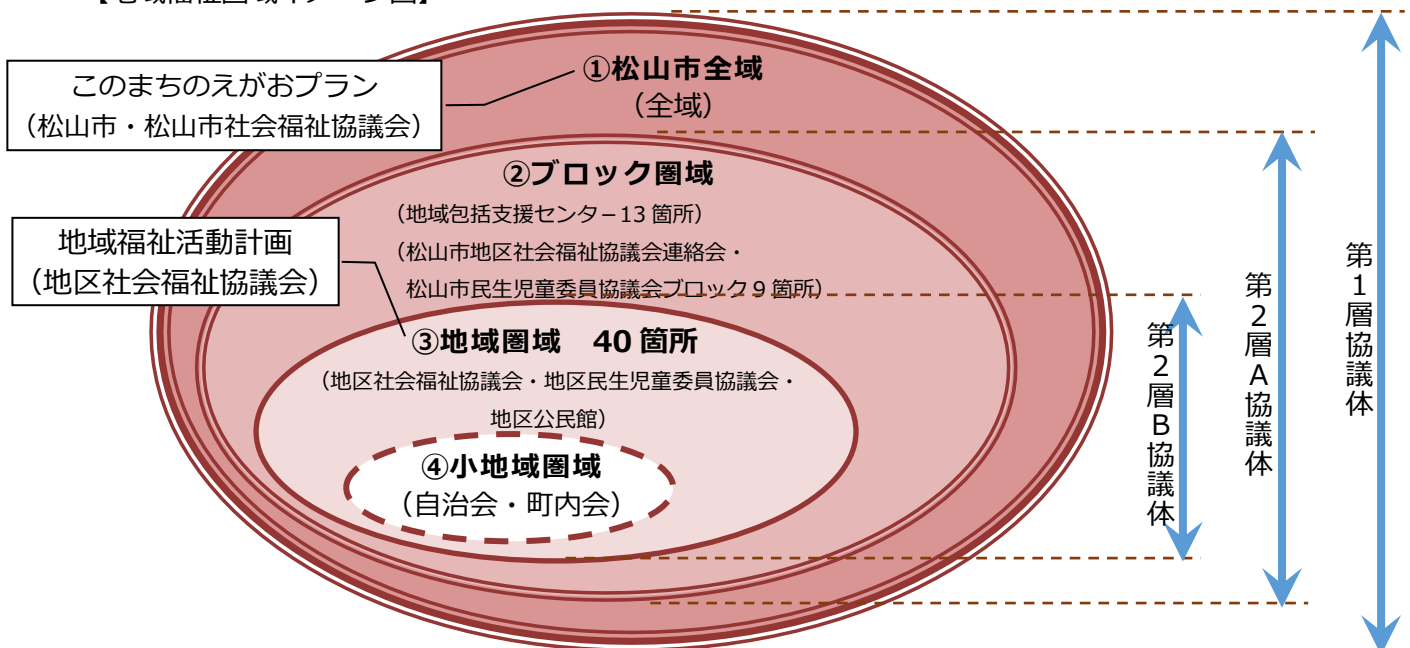 ①松山市全域
(全域)
このまちのえがおプラン
(松山市・松山市社会福祉協議会)
②ブロック圏域
(地域包括支援センタ－13 箇所)
(松山市地区社会福祉協議会連絡会・
松山市民生児童委員協議会ブロック 9 箇所)
地域福祉活動計画
(地区社会福祉協議会)
③地域圏域　40 箇所
(地区社会福祉協議会・地区民生児童委員協議会・
地区公民館)
④小地域圏域
(自治会・町内会)
第２層Ｂ協議体
第２層Ａ協議体
第１層協議体